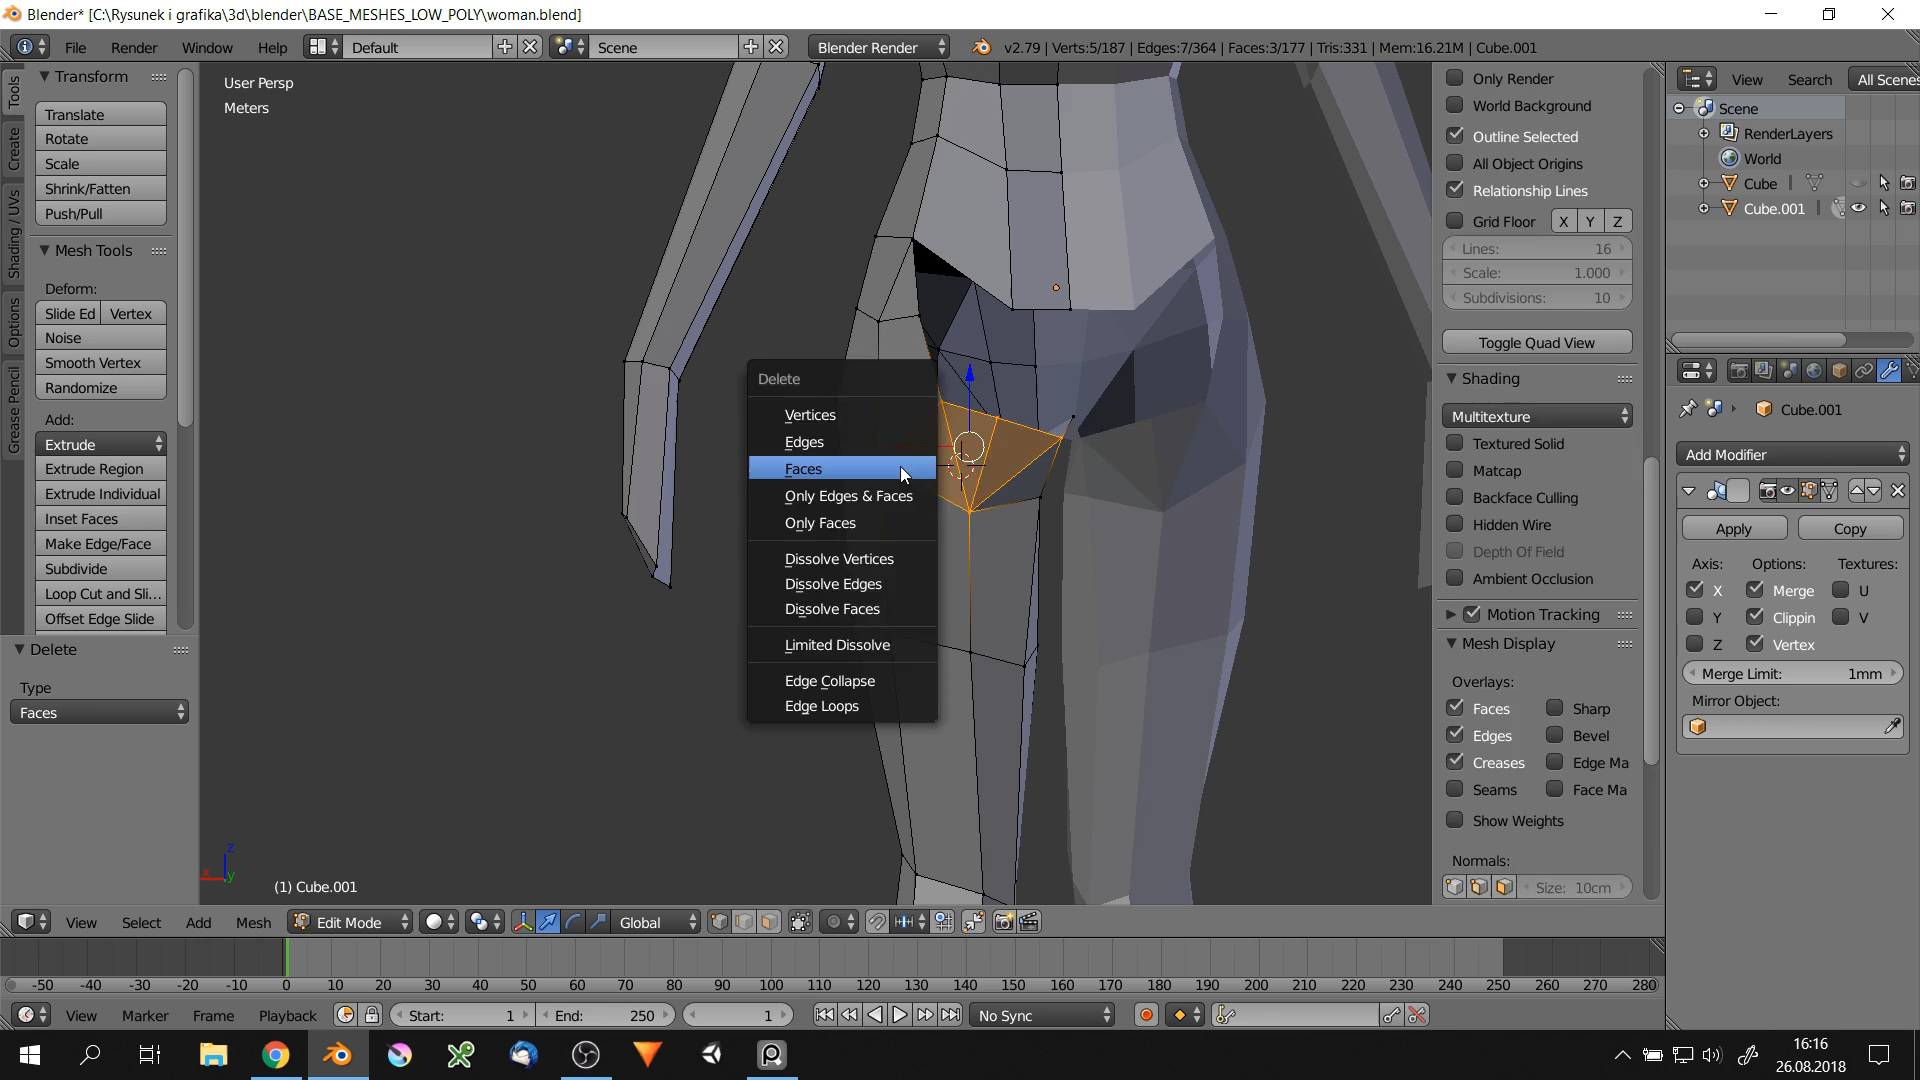 Blender* [C:\Rysunek i grafika\3d\blender\BASE_MESHES_LOW_POLY\woman.blend]
File Render Window Help Default Scene Blender Render v2.79 | Verts:5/187 | Edges:7/364 | Faces:3/177 | Tris:331 | Mem:16.21M | Cube.001
Tools
Create
Shading / UVs
Options
Grease Pencil
Transform
Translate
Rotate
Scale
Shrink/Fatten
Push/Pull
Mesh Tools
Deform:
Slide Ed Vertex
Noise
Smooth Vertex
Randomize
Add:
Extrude
Extrude Region
Extrude Individual
Inset Faces
Make Edge/Face
Subdivide
Loop Cut and Sli...
Offset Edge Slide
Delete
Type
Faces
User Persp
Meters
Delete
Vertices
Edges
Faces
Only Edges & Faces
Only Faces
Dissolve Vertices
Dissolve Edges
Dissolve Faces
Limited Dissolve
Edge Collapse
Edge Loops
z
x y
(1) Cube.001
Only Render
World Background
Outline Selected
All Object Origins
Relationship Lines
Grid Floor X Y Z
Lines: 16
Scale: 1.000
Subdivisions: 10
Toggle Quad View
Shading
Multitexture
Textured Solid
Matcap
Backface Culling
Hidden Wire
Depth Of Field
Ambient Occlusion
Motion Tracking
Mesh Display
Overlays:
Faces Sharp
Edges Bevel
Creases Edge Ma
Seams Face Ma
Show Weights
Normals:
Size: 10cm
View Search All Scenes
Scene
RenderLayers
World
Cube
Cube.001
Cube.001
Add Modifier
Apply Copy
Axis: Options: Textures:
X Merge U
Y Clippin V
Z Vertex
Merge Limit: 1mm
Mirror Object:
View Select Add Mesh Edit Mode Global
-50 -40 -30 -20 -10 0 10 20 30 40 50 60 70 80 90 100 110 120 130 140 150 160 170 180 190 200 210 220 230 240 250 260 270 280
View Marker Frame Playback Start: 1 End: 250 1 No Sync
16:16
26.08.2018